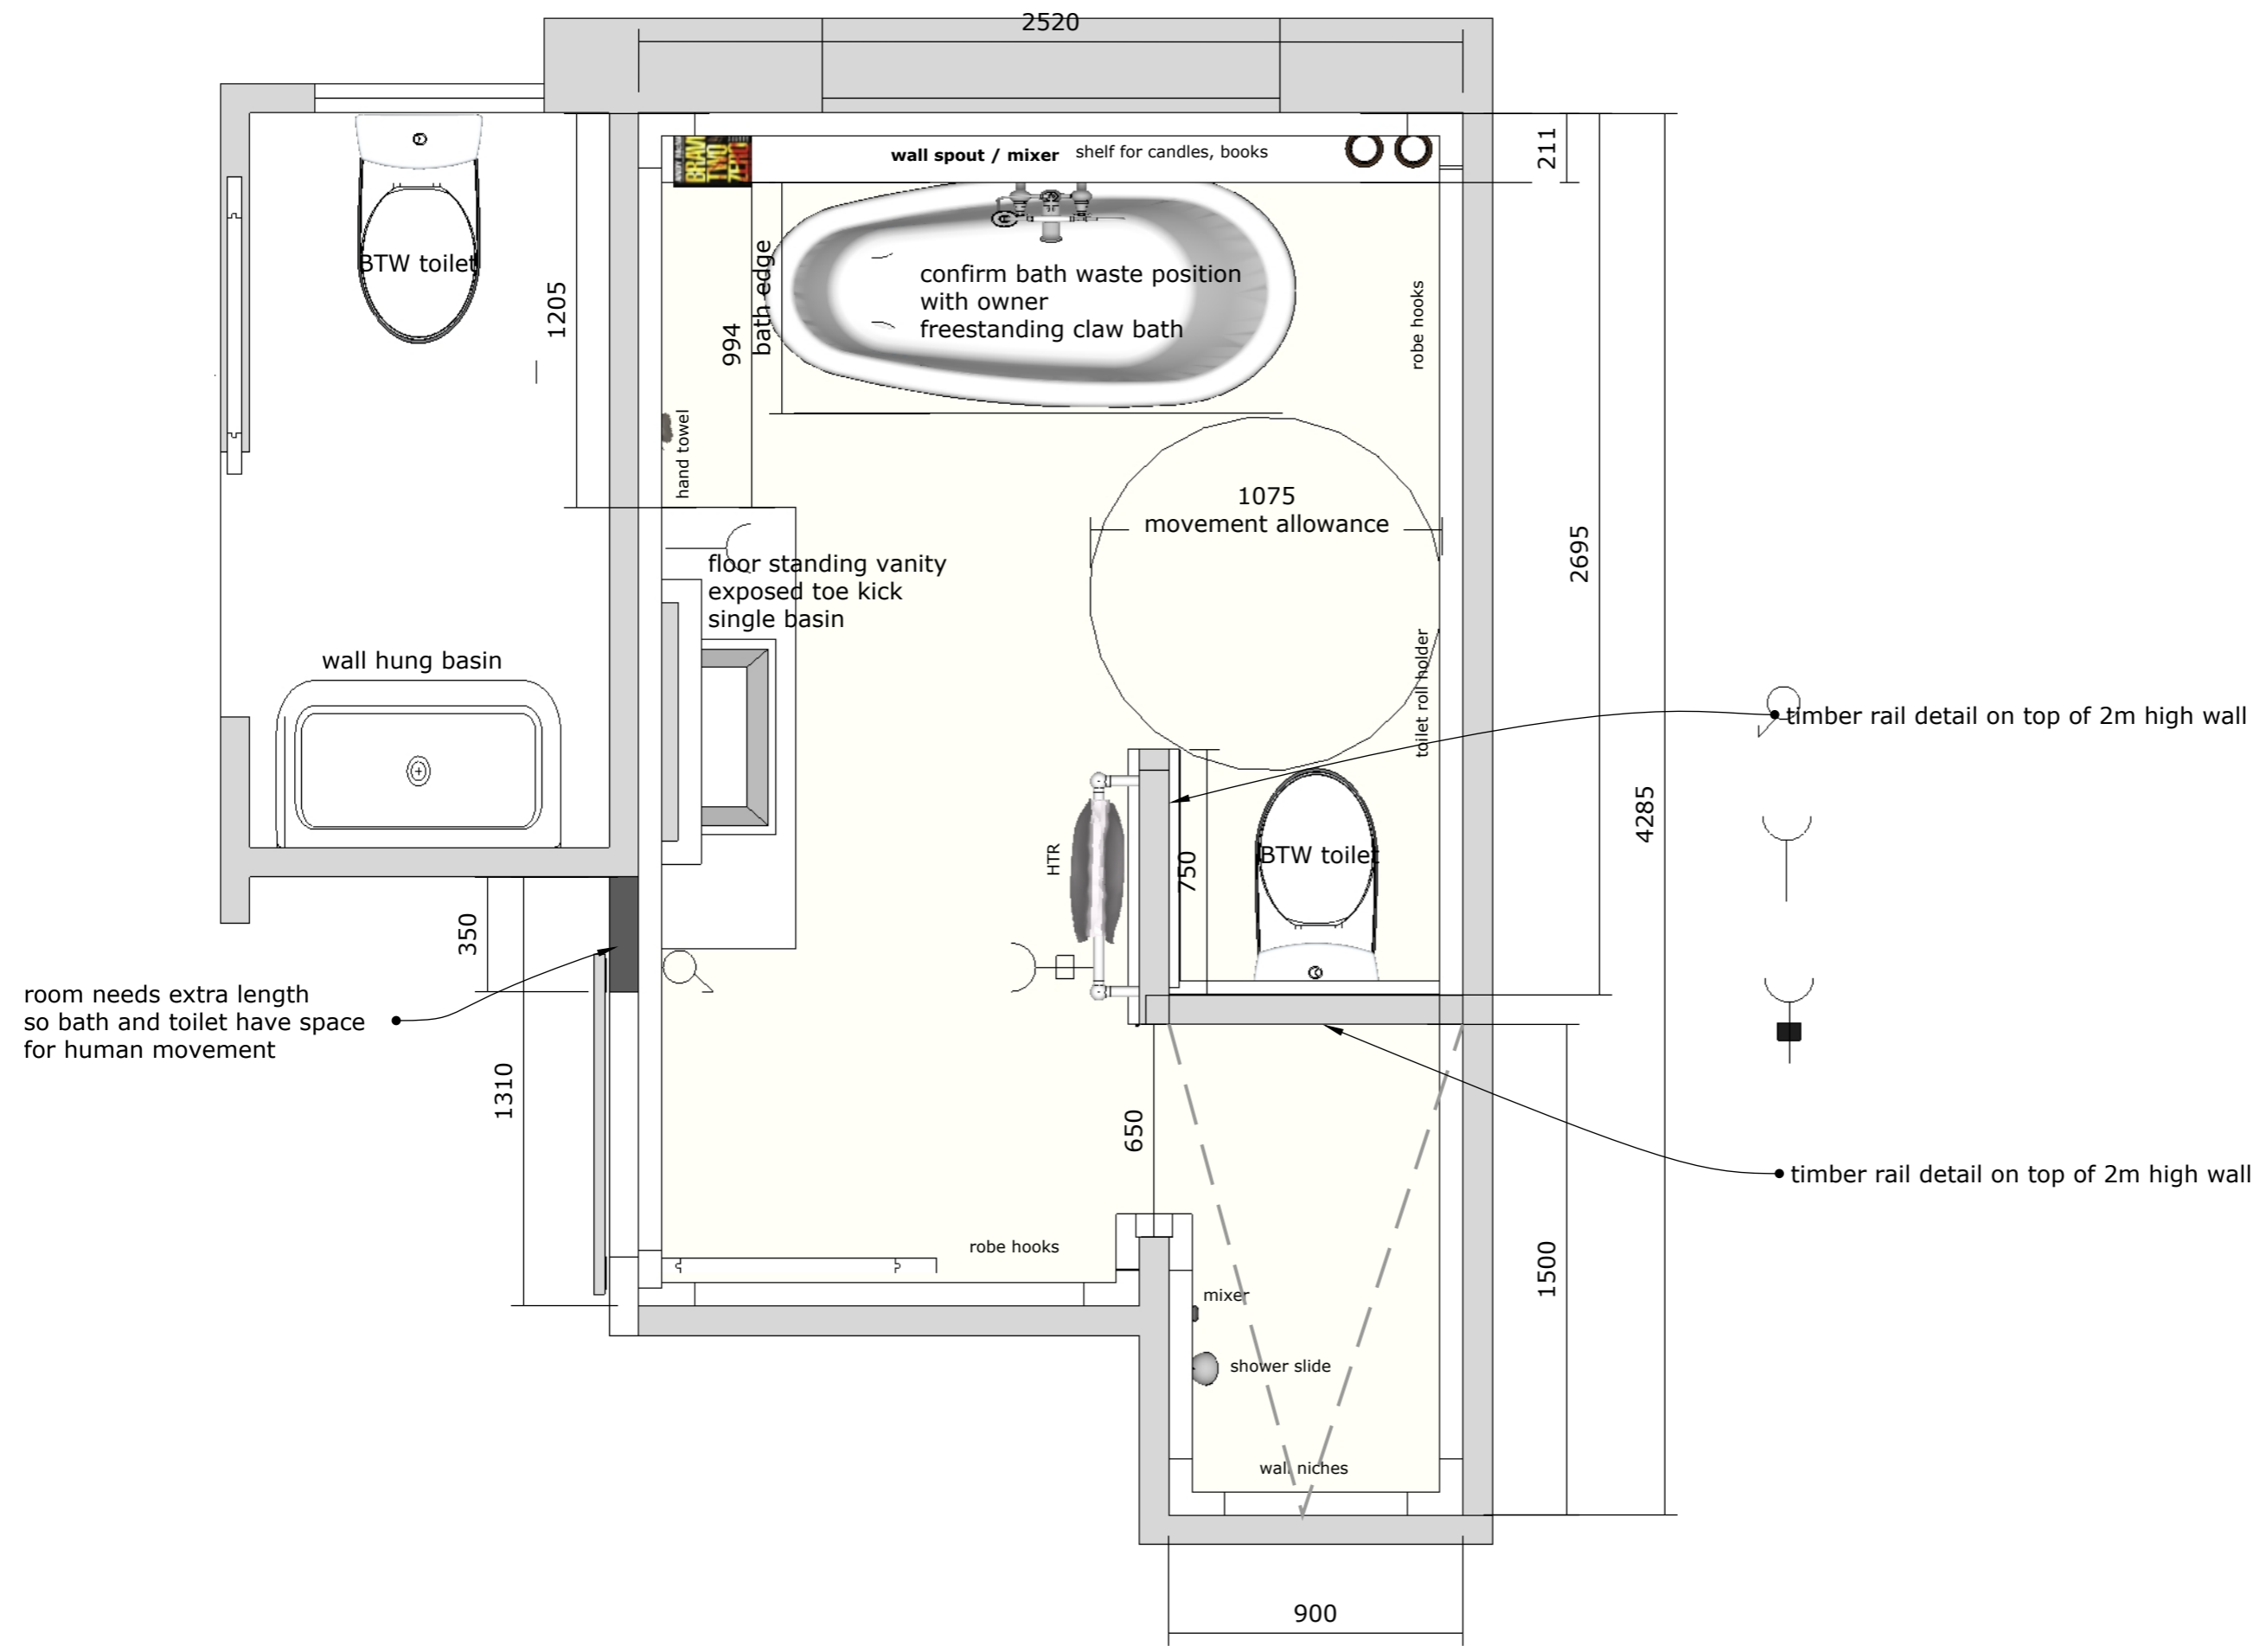 2520
wall spout / mixer
shelf for candles, books
211
BTW toilet
1205
994
bath edge
confirm bath waste position
with owner
freestanding claw bath
robe hooks
hand towel
1075
movement allowance
2695
floor standing vanity
exposed toe kick
single basin
wall hung basin
toilet roll holder
timber rail detail on top of 2m high wall
4285
HTR
750
BTW toilet
350
room needs extra length
so bath and toilet have space
for human movement
1310
650
timber rail detail on top of 2m high wall
robe hooks
mixer
1500
shower slide
wall niches
900